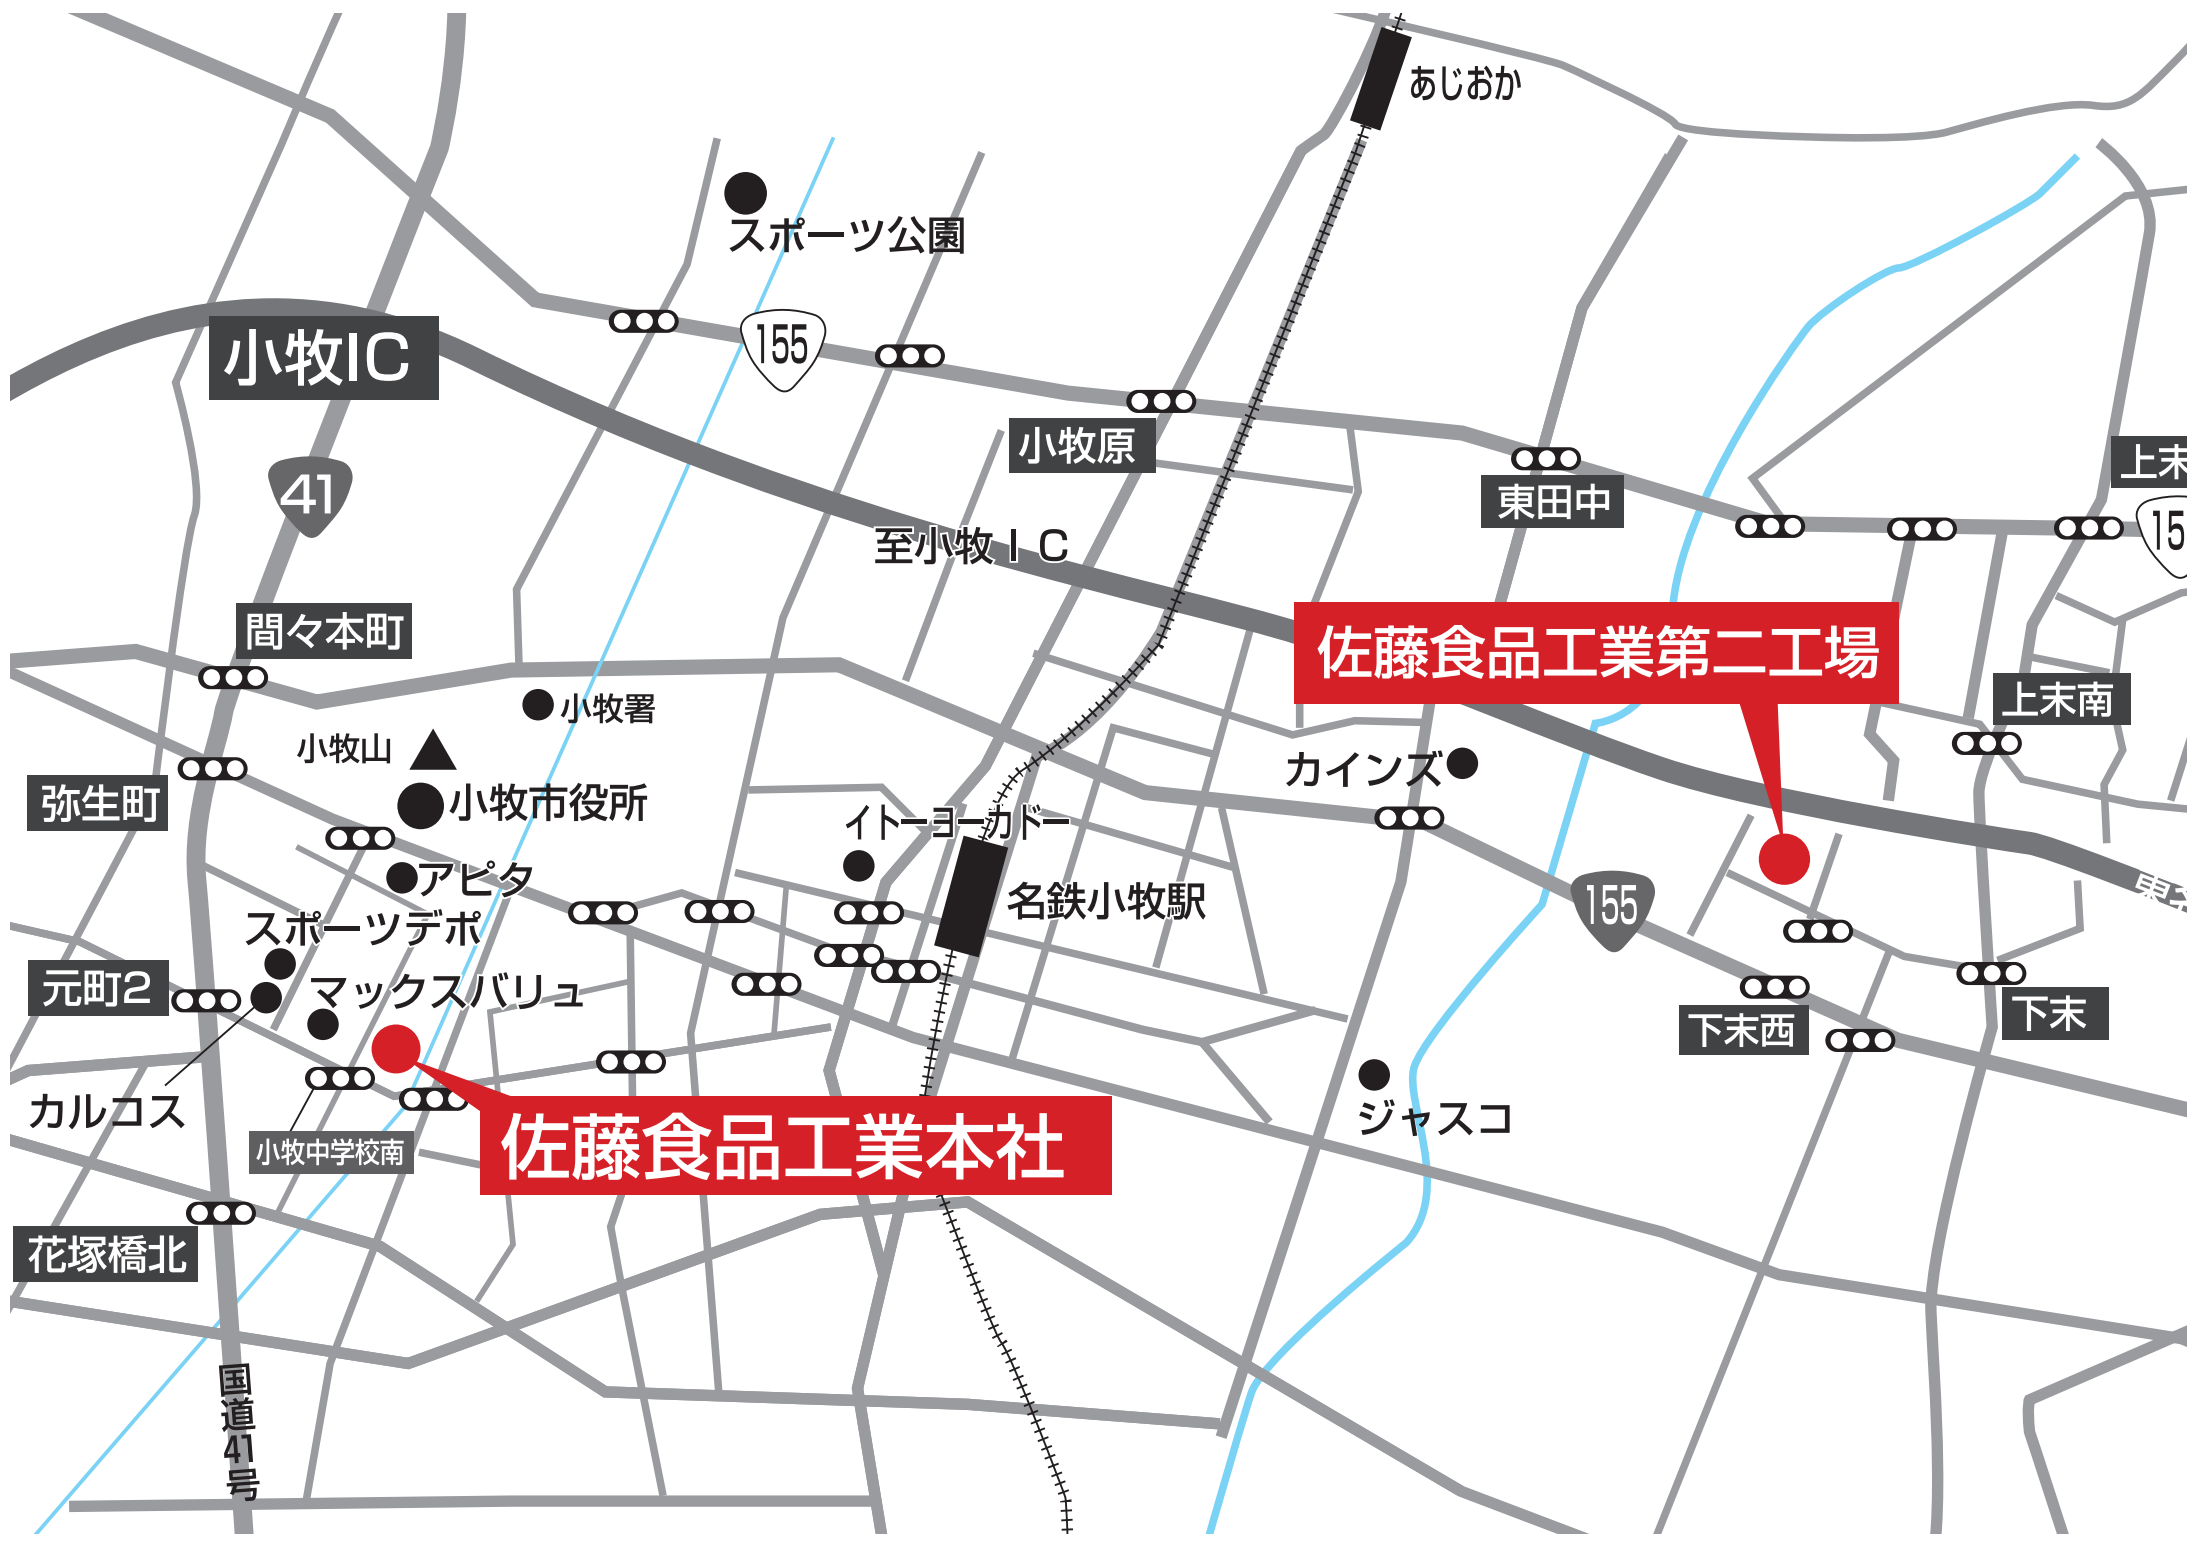 あじおか
スポーツ公園
155
小牧IC
小牧原
41
東田中
上末
15
至小牧ＩＣ
間々本町
佐藤食品工業第二工場
小牧署
上末南
小牧山
カインズ
弥生町
小牧市役所
イトーヨーカドー
アピタ
名鉄小牧駅
155
東名
スポーツデポ
元町2
マックスバリュ
下末西
下末
カルコス
ジャスコ
小牧中学校南
佐藤食品工業本社
花塚橋北
国道41号